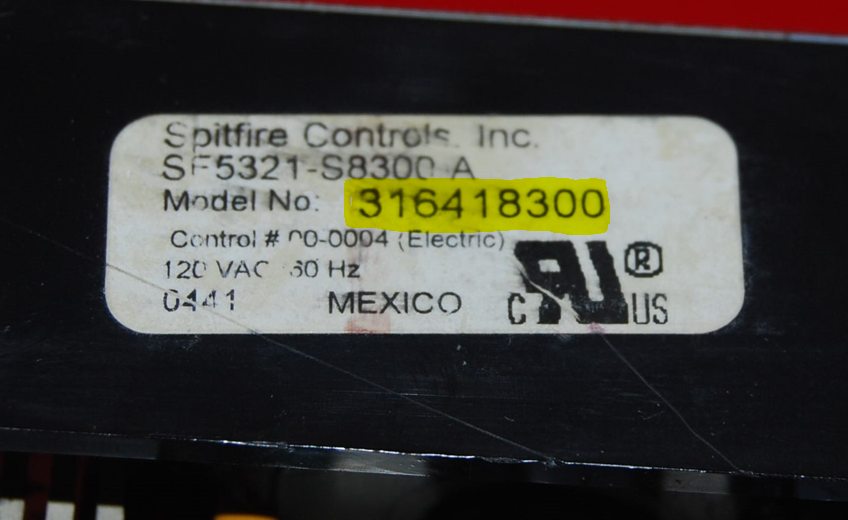 Spitfire Controls, Inc.
SF5321-S8300 A
Model No: 316418300
Control # 00-0004 (Electric)
120 VAC 60 Hz
0441 MEXICO
C RU ® US